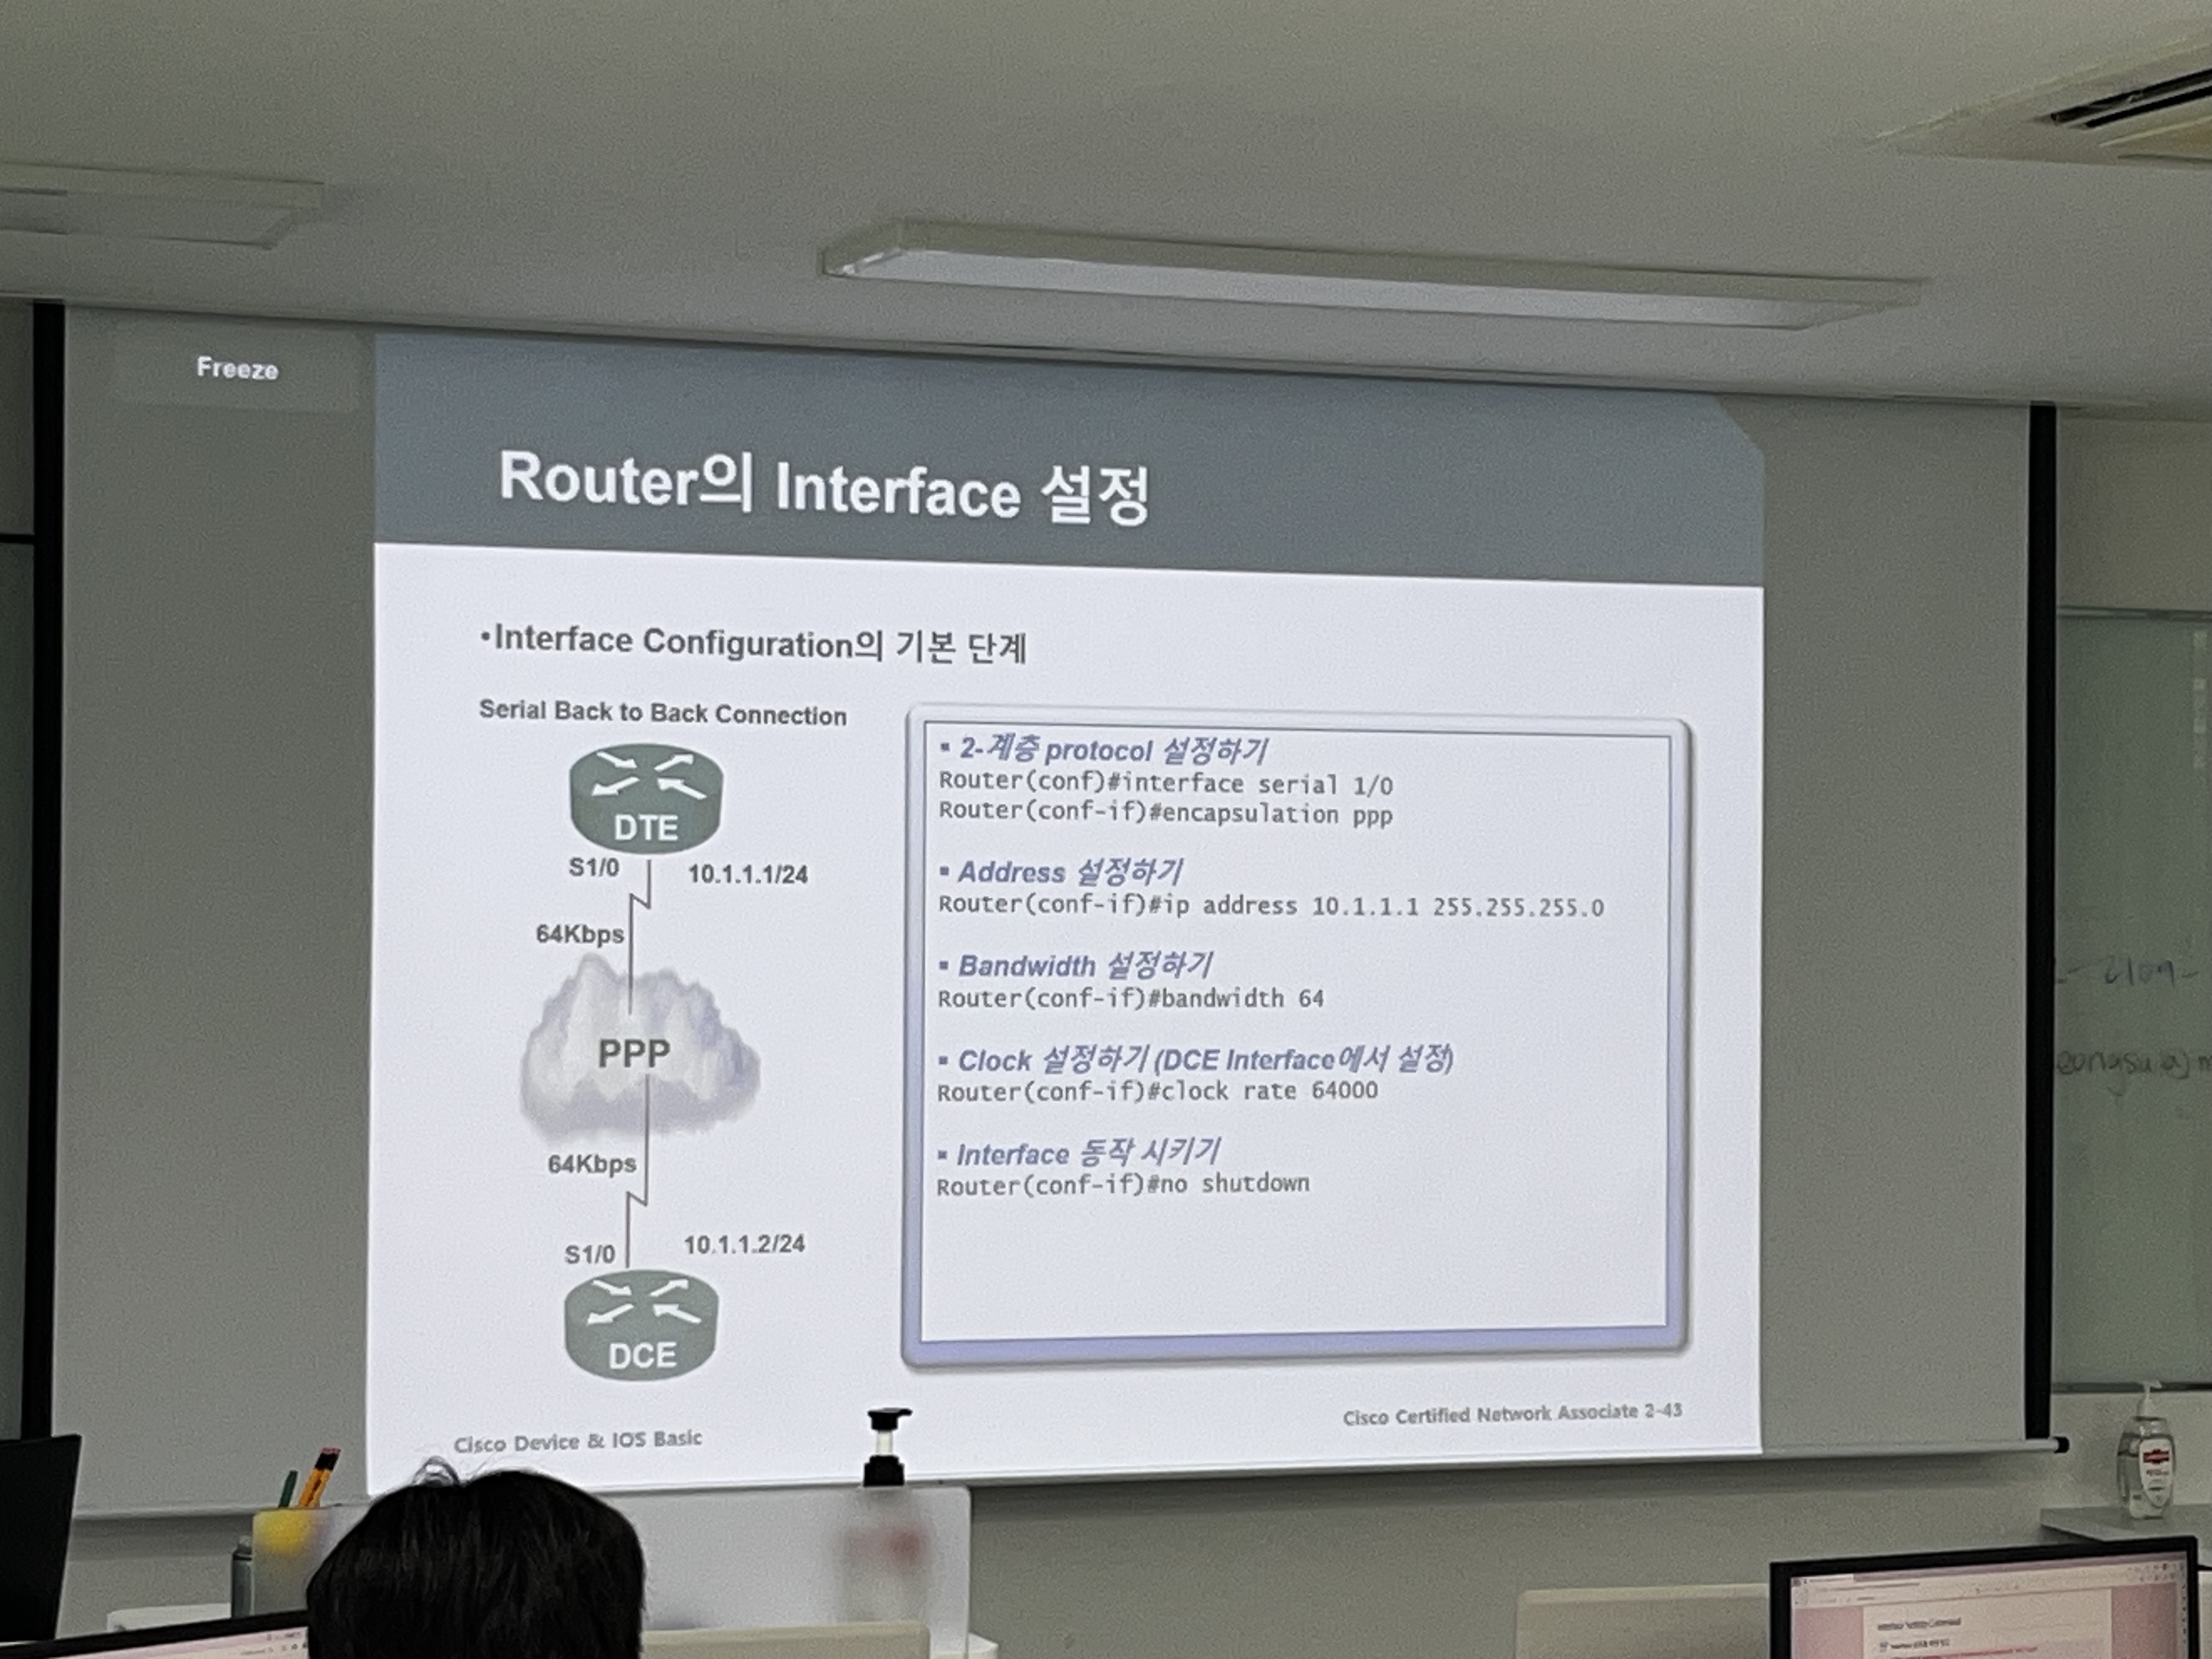 Freeze
Router의 Interface 설정
•Interface Configuration의 기본 단계
Serial Back to Back Connection
DTE
S1/0
10.1.1.1/24
64Kbps
PPP
64Kbps
S1/0
10.1.1.2/24
DCE
▪ 2-계층 protocol 설정하기
Router(conf)#interface serial 1/0
Router(conf-if)#encapsulation ppp
▪ Address 설정하기
Router(conf-if)#ip address 10.1.1.1 255.255.255.0
▪ Bandwidth 설정하기
Router(conf-if)#bandwidth 64
▪ Clock 설정하기 (DCE Interface에서 설정)
Router(conf-if)#clock rate 64000
▪ Interface 동작 시키기
Router(conf-if)#no shutdown
Cisco Device & IOS Basic
Cisco Certified Network Associate 2-43